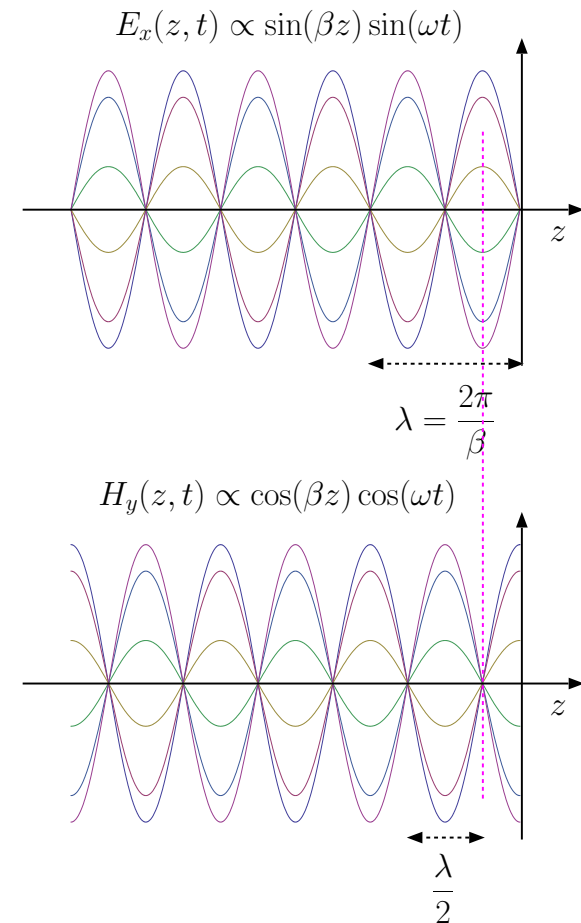 E_x(z, t) ∝ sin(βz) sin(ωt)
z
λ = 2π/β
H_y(z, t) ∝ cos(βz) cos(ωt)
z
λ/2